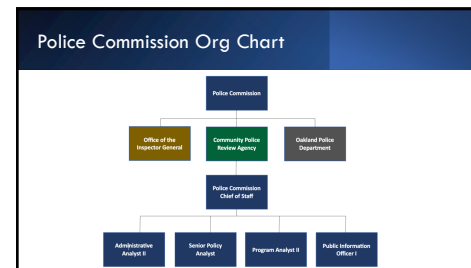 Police Commission Org Chart
Police Commission
Office of the
Inspector General
Community Police
Review Agency
Oakland Police
Department
Police Commission
Chief of Staff
Administrative
Analyst II
Senior Policy
Analyst
Program Analyst II
Public Information
Officer I